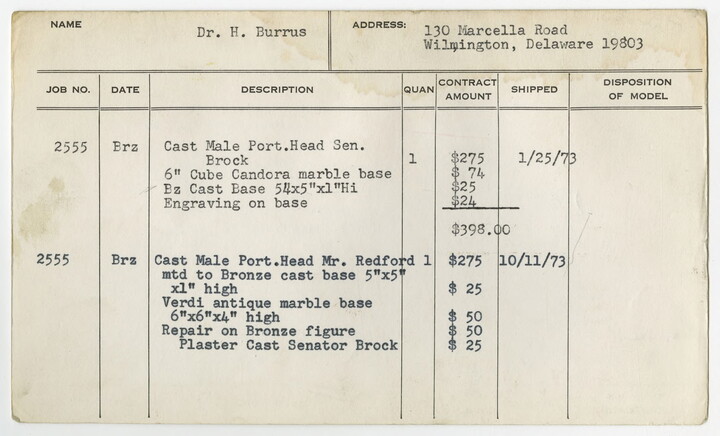 NAME Dr. H. Burrus ADDRESS: 130 Marcella Road
Wilmington, Delaware 19803
JOB NO. DATE DESCRIPTION QUAN CONTRACT AMOUNT SHIPPED DISPOSITION OF MODEL
2555 Brz Cast Male Port.Head Sen.
Brock 1 $275 1/25/73
6" Cube Candora marble base $ 74
Bz Cast Base 54x5"x1"Hi $25
Engraving on base $24
$398.00
2555 Brz Cast Male Port.Head Mr. Redford 1 $275 10/11/73
mtd to Bronze cast base 5"x5"
x1" high $ 25
Verdi antique marble base
6"x6"x4" high $ 50
Repair on Bronze figure $ 50
Plaster Cast Senator Brock $ 25